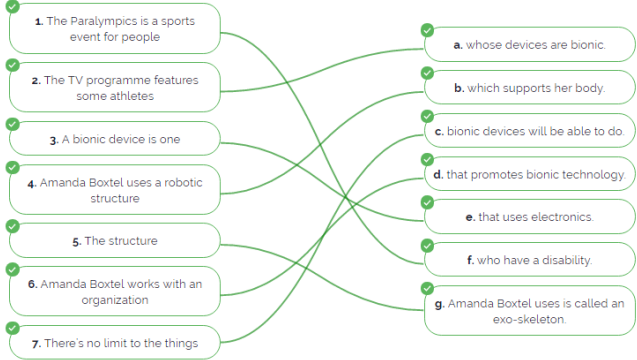 1. The Paralympics is a sports
event for people
2. The TV programme features
some athletes
3. A bionic device is one
4. Amanda Boxtel uses a robotic
structure
5. The structure
6. Amanda Boxtel works with an
organization
7. There's no limit to the things
a. whose devices are bionic.
b. which supports her body.
c. bionic devices will be able to do.
d. that promotes bionic technology.
e. that uses electronics.
f. who have a disability.
g. Amanda Boxtel uses is called an
exo-skeleton.